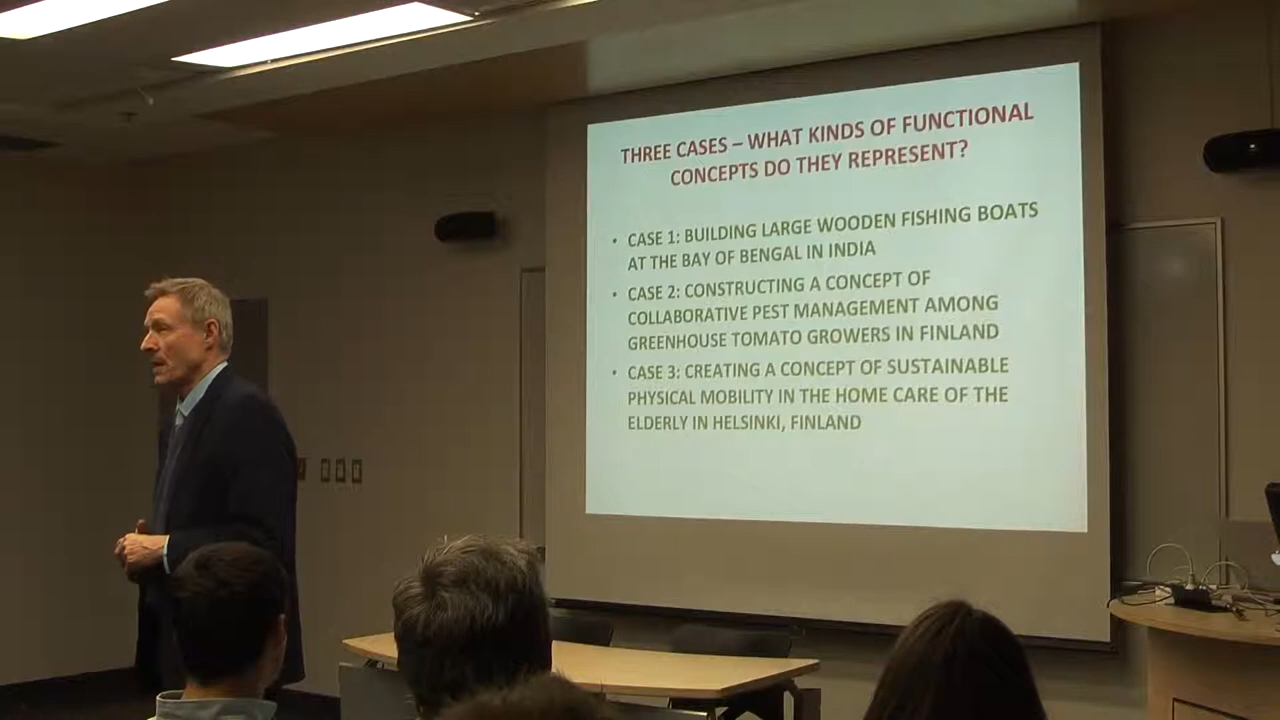 THREE CASES – WHAT KINDS OF FUNCTIONAL
CONCEPTS DO THEY REPRESENT?
• CASE 1: BUILDING LARGE WOODEN FISHING BOATS
AT THE BAY OF BENGAL IN INDIA
• CASE 2: CONSTRUCTING A CONCEPT OF
COLLABORATIVE PEST MANAGEMENT AMONG
GREENHOUSE TOMATO GROWERS IN FINLAND
• CASE 3: CREATING A CONCEPT OF SUSTAINABLE
PHYSICAL MOBILITY IN THE HOME CARE OF THE
ELDERLY IN HELSINKI, FINLAND